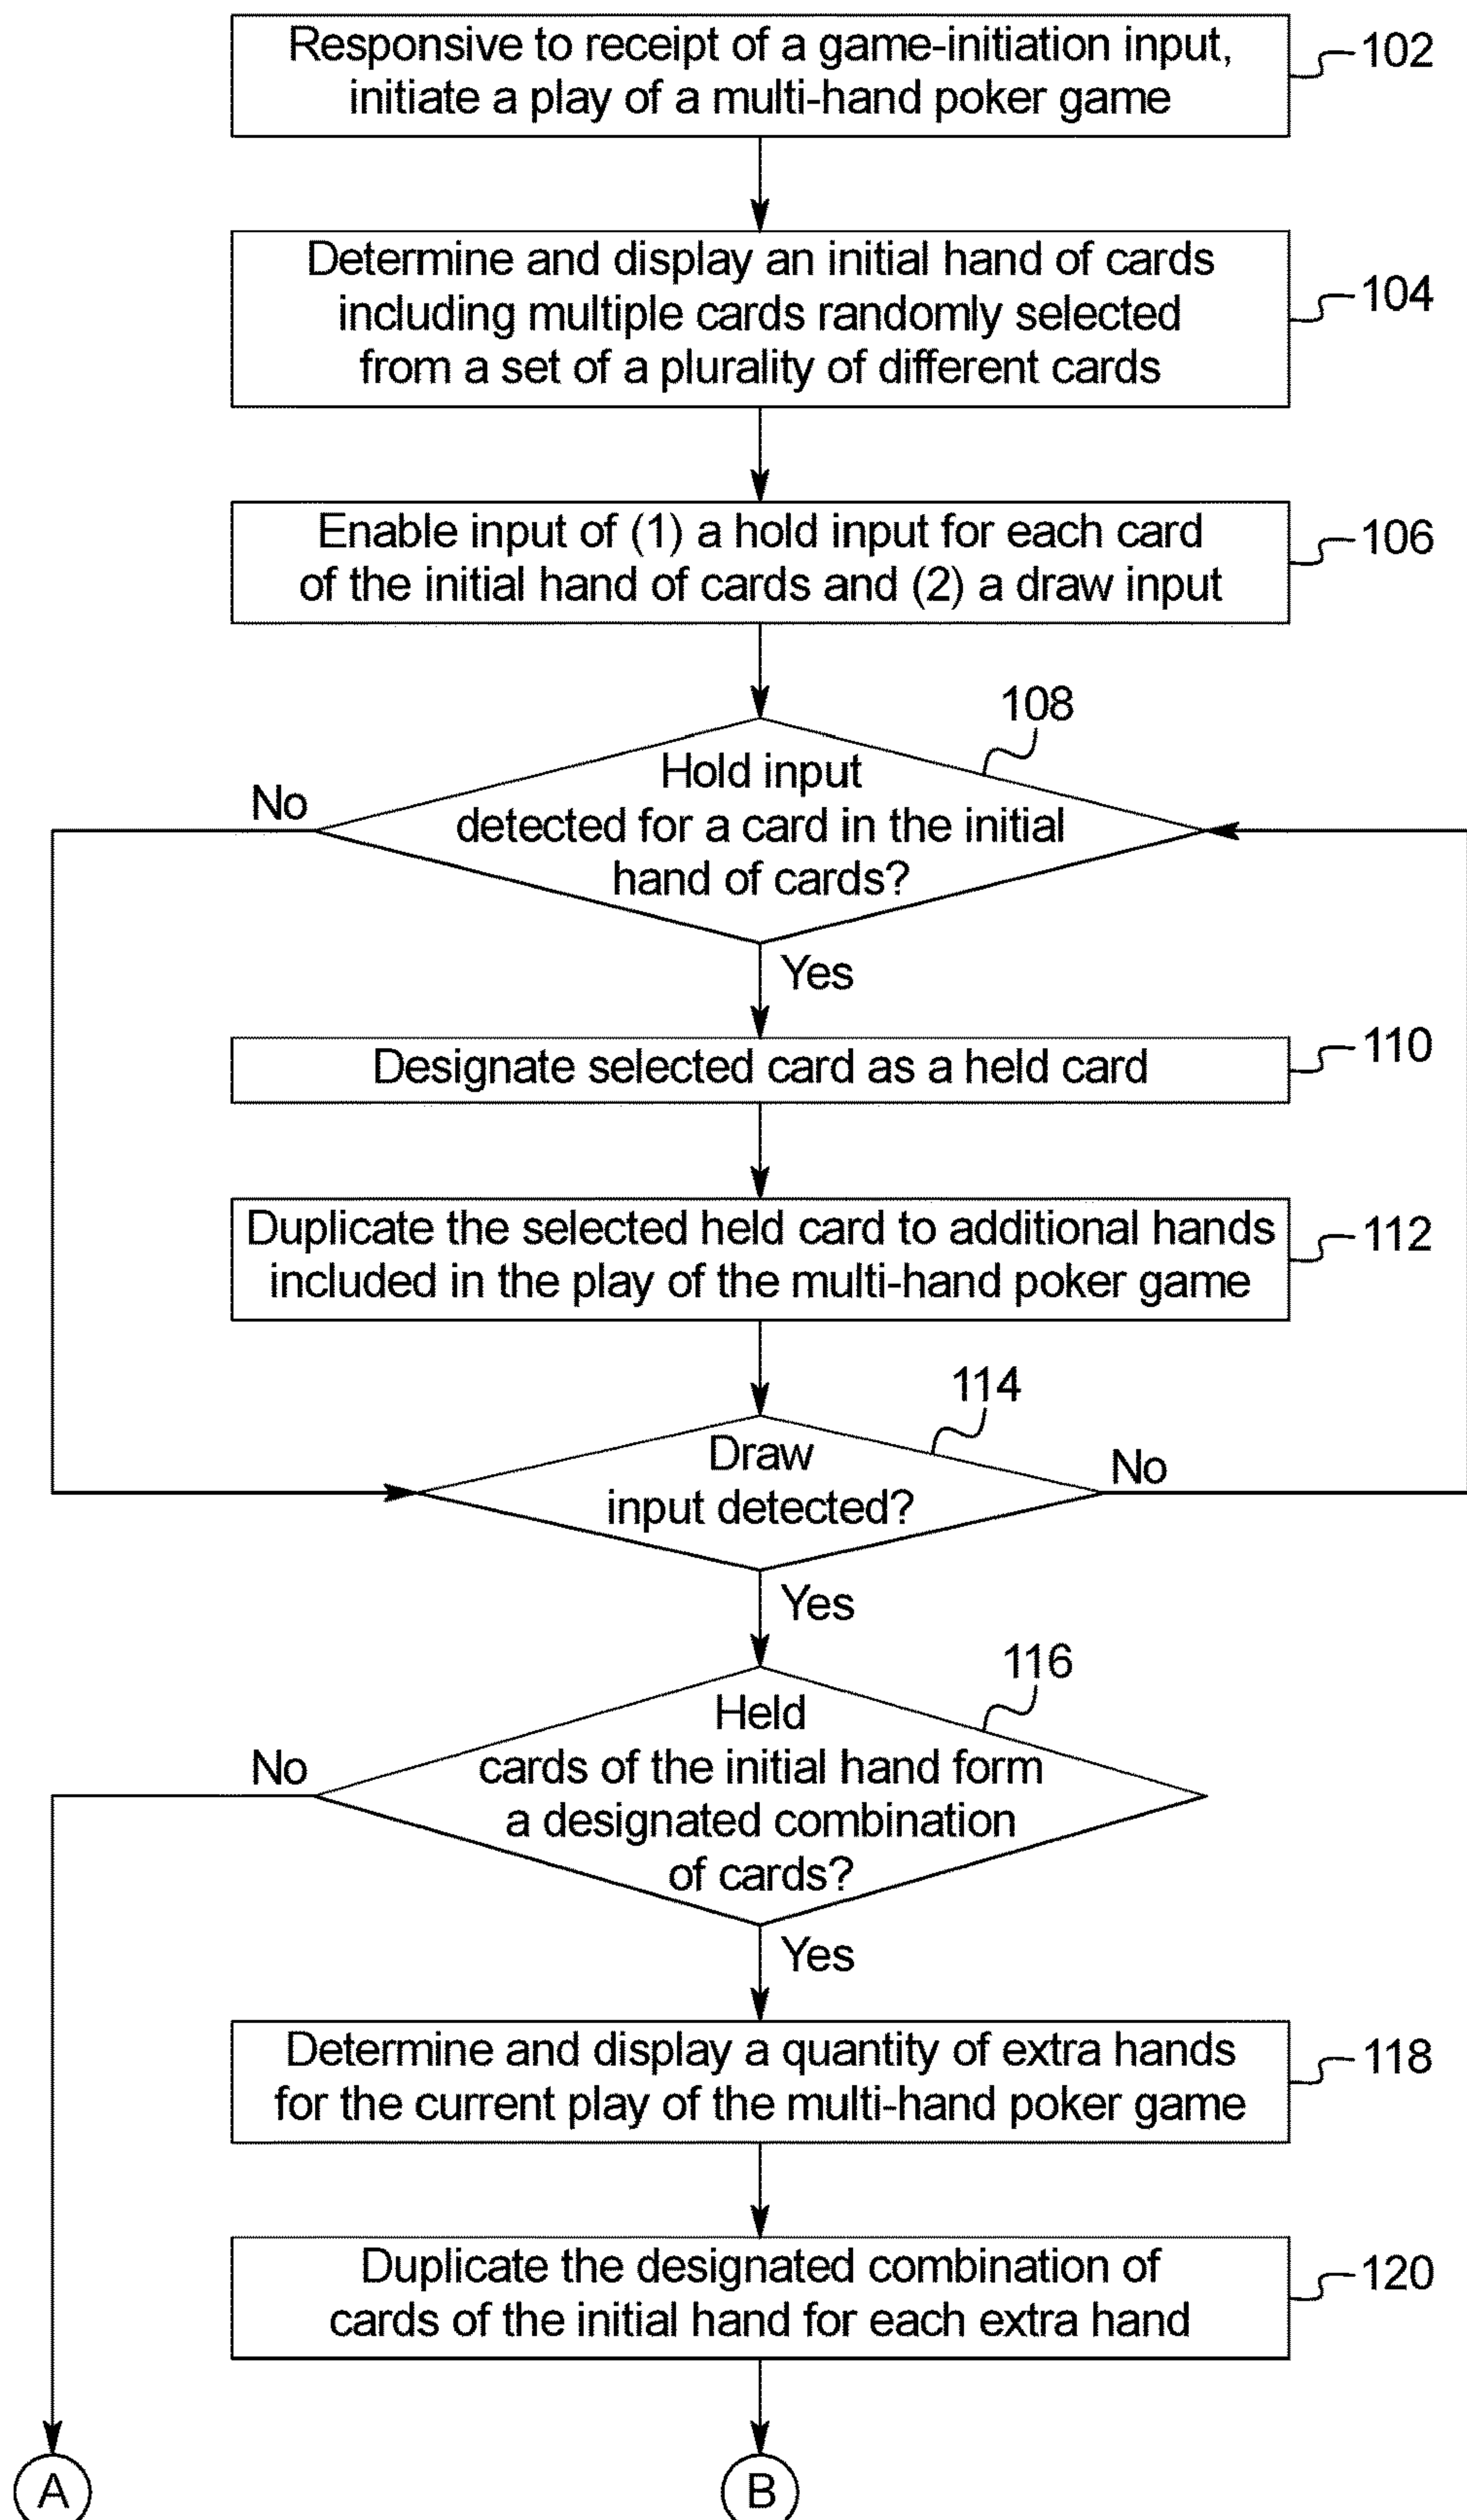 Responsive to receipt of a game-initiation input,
initiate a play of a multi-hand poker game
102
Determine and display an initial hand of cards
including multiple cards randomly selected
from a set of a plurality of different cards
104
Enable input of (1) a hold input for each card
of the initial hand of cards and (2) a draw input
106
108
Hold input
detected for a card in the initial
hand of cards?
No
Yes
Designate selected card as a held card
110
Duplicate the selected held card to additional hands
included in the play of the multi-hand poker game
112
114
Draw
input detected?
No
Yes
116
Held
cards of the initial hand form
a designated combination
of cards?
No
Yes
Determine and display a quantity of extra hands
for the current play of the multi-hand poker game
118
Duplicate the designated combination of
cards of the initial hand for each extra hand
120
A
B